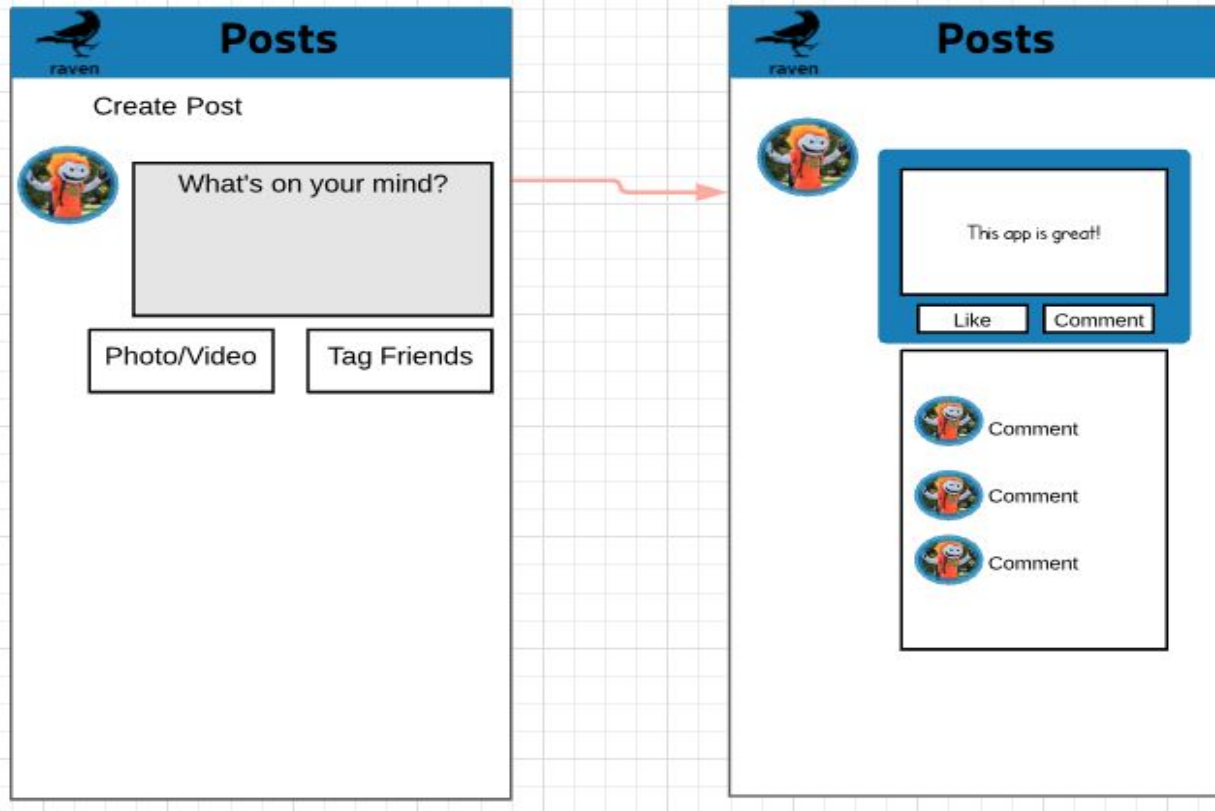 Posts
raven
Create Post
What's on your mind?
Photo/Video
Tag Friends
Posts
raven
This app is great!
Like
Comment
Comment
Comment
Comment